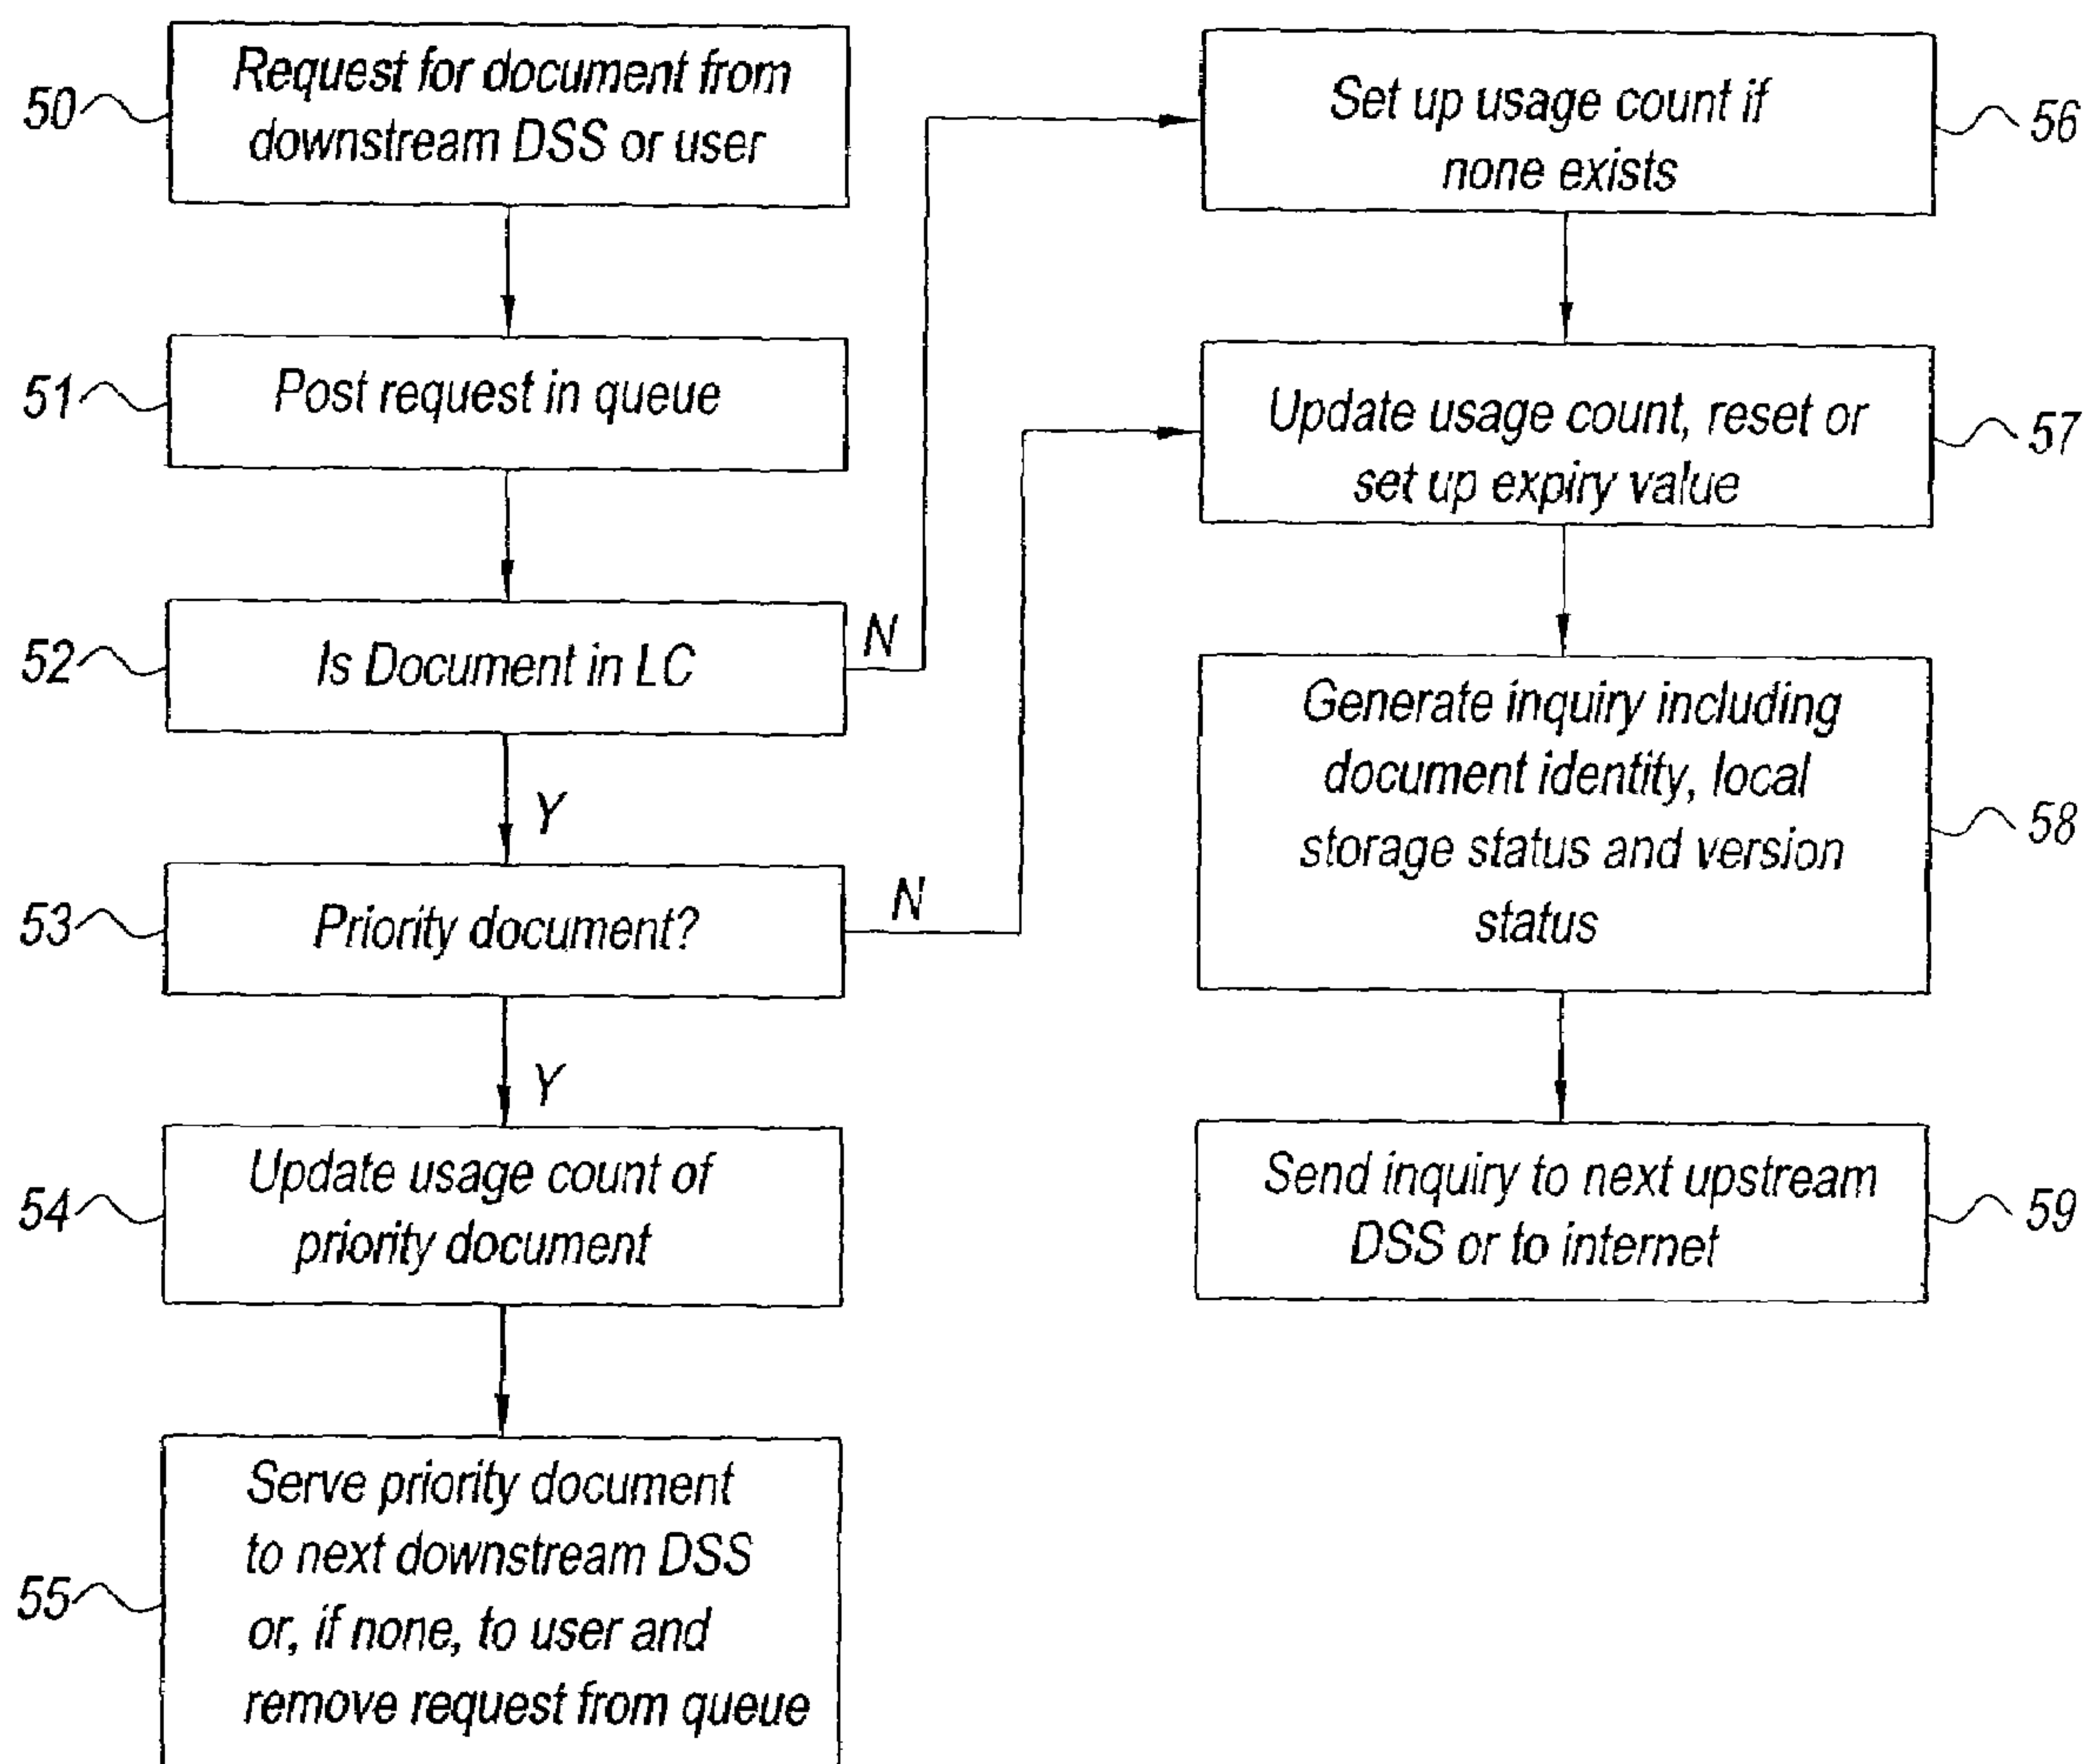 50
Request for document from
downstream DSS or user
51
Post request in queue
52
Is Document in LC
N
Y
53
Priority document?
N
Y
54
Update usage count of
priority document
55
Serve priority document
to next downstream DSS
or, if none, to user and
remove request from queue
Set up usage count if
none exists
56
Update usage count, reset or
set up expiry value
57
Generate inquiry including
document identity, local
storage status and version
status
58
Send inquiry to next upstream
DSS or to internet
59